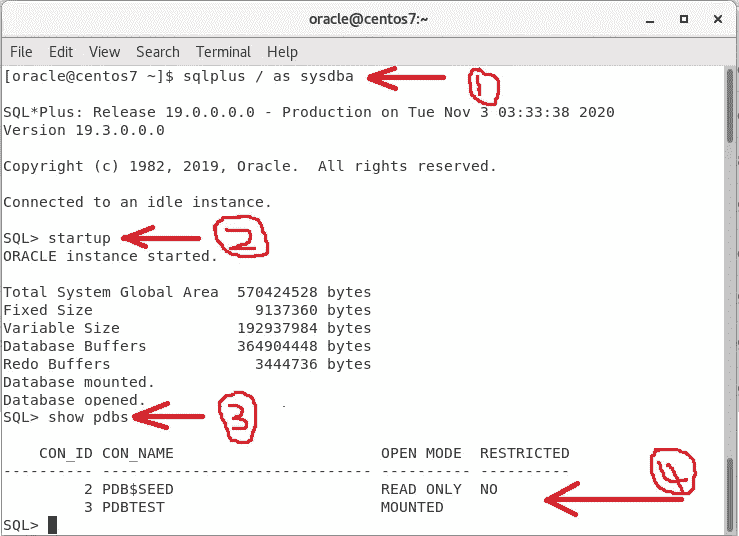 oracle@centos7:~
File Edit View Search Terminal Help
[oracle@centos7 ~]$ sqlplus / as sysdba
1
SQL*Plus: Release 19.0.0.0.0 - Production on Tue Nov 3 03:33:38 2020
Version 19.3.0.0.0
Copyright (c) 1982, 2019, Oracle.  All rights reserved.
Connected to an idle instance.
SQL> startup
2
ORACLE instance started.
Total System Global Area  570424528 bytes
Fixed Size                  9137360 bytes
Variable Size             192937984 bytes
Database Buffers          364904448 bytes
Redo Buffers                3444736 bytes
Database mounted.
Database opened.
SQL> show pdbs
3
    CON_ID CON_NAME                       OPEN MODE  RESTRICTED
---------- ------------------------------ ---------- ----------
         2 PDB$SEED                       READ ONLY  NO
4
         3 PDBTEST                        MOUNTED
SQL>